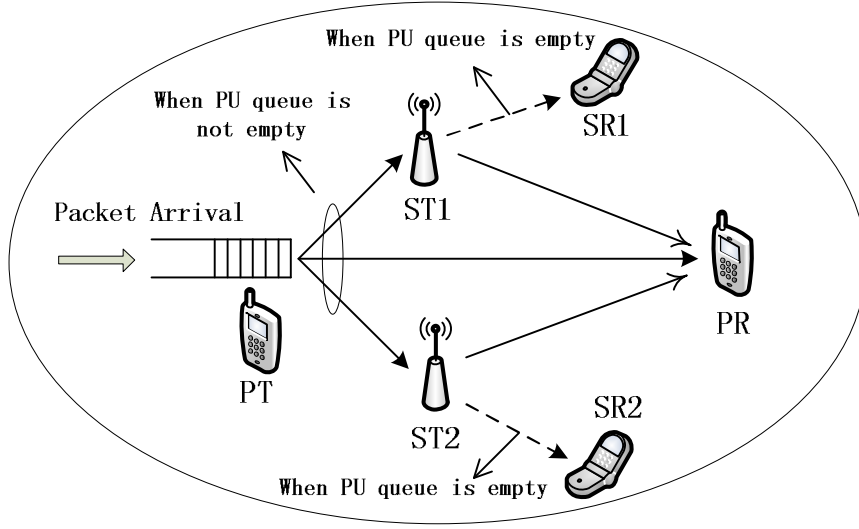 When PU queue is empty
When PU queue is
not empty
SR1
ST1
Packet Arrival
PR
PT
SR2
ST2
When PU queue is empty